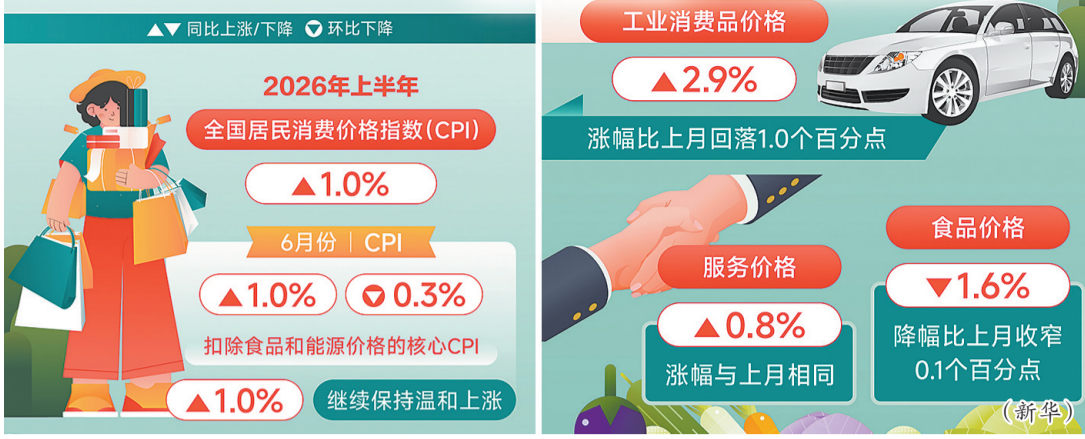 ▲▼同比上涨/下降 ▼环比下降
2026年上半年
全国居民消费价格指数(CPI)
▲1.0%
6月份 | CPI
▲1.0% ▼0.3%
扣除食品和能源价格的核心CPI
▲1.0% 继续保持温和上涨
工业消费品价格
▲2.9%
涨幅比上月回落1.0个百分点
服务价格
▲0.8%
涨幅与上月相同
食品价格
▼1.6%
降幅比上月收窄
0.1个百分点
(新华)